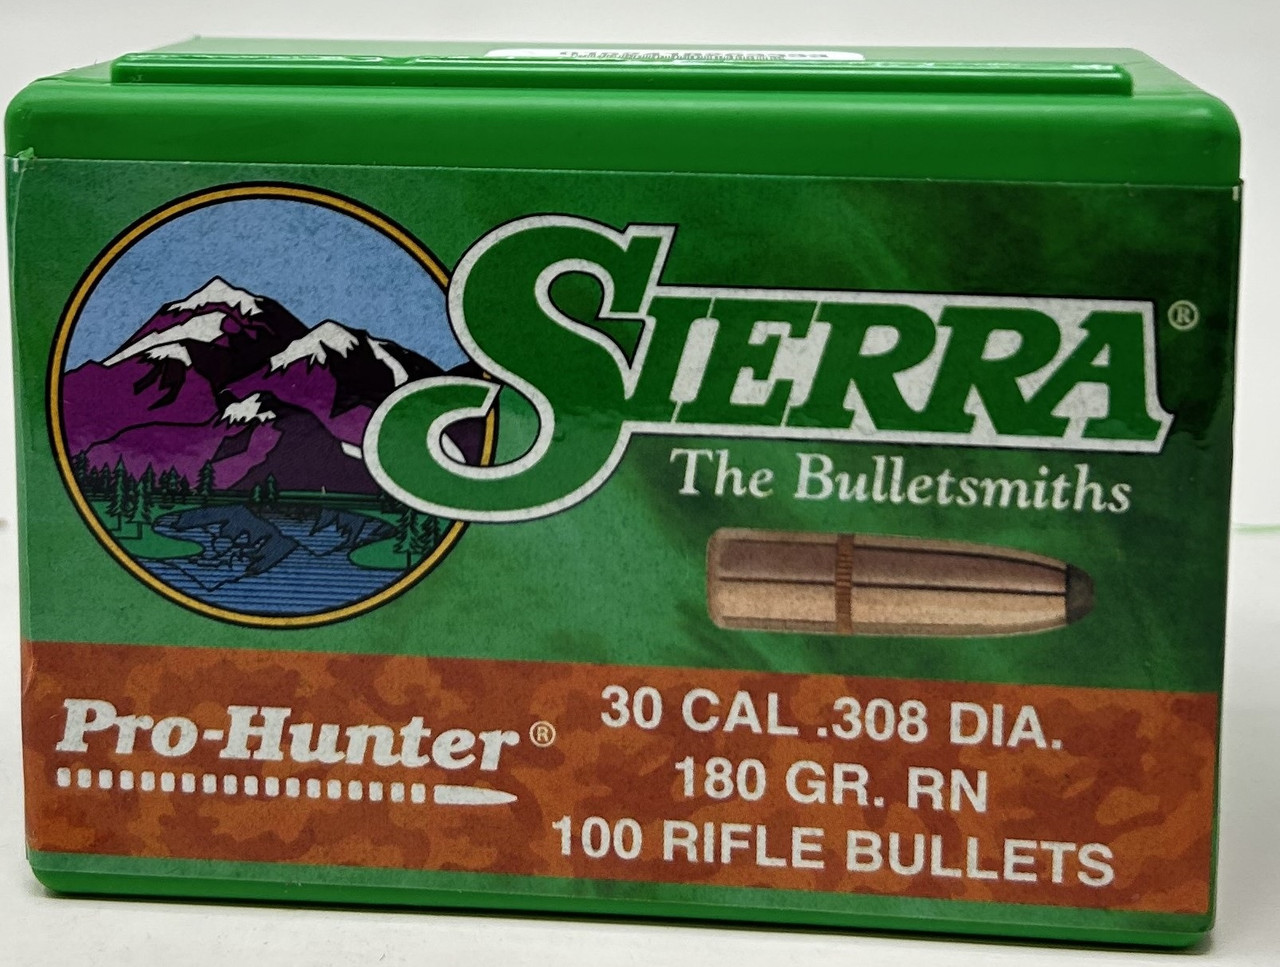 SIERRA®
The Bulletsmiths
Pro-Hunter®
30 CAL .308 DIA.
180 GR. RN
100 RIFLE BULLETS